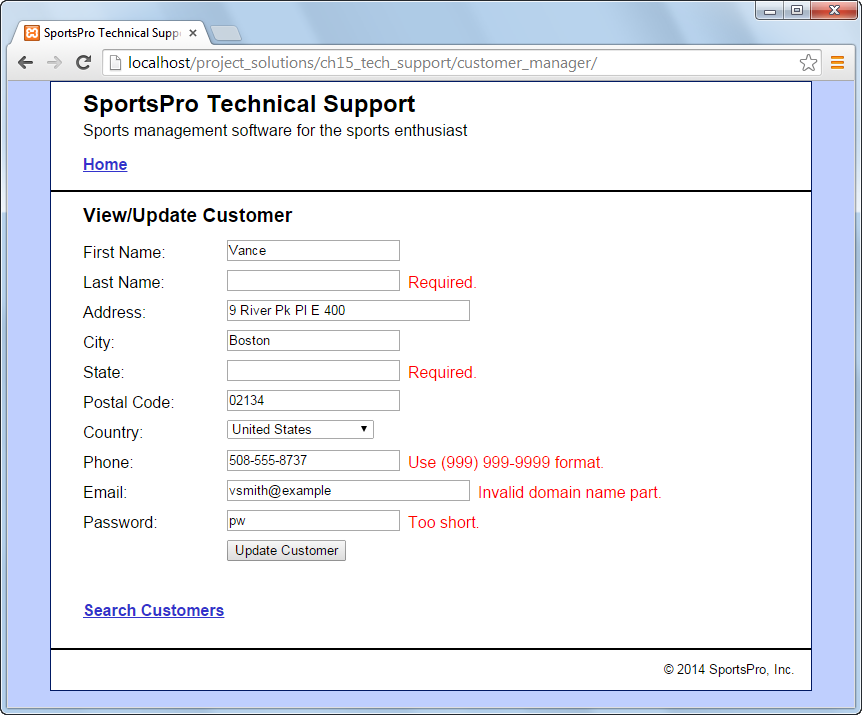 SportsPro Technical Supp
localhost/project_solutions/ch15_tech_support/customer_manager/
SportsPro Technical Support
Sports management software for the sports enthusiast
Home
View/Update Customer
First Name: Vance
Last Name: Required.
Address: 9 River Pk Pl E 400
City: Boston
State: Required.
Postal Code: 02134
Country: United States
Phone: 508-555-8737 Use (999) 999-9999 format.
Email: vsmith@example Invalid domain name part.
Password: pw Too short.
Update Customer
Search Customers
© 2014 SportsPro, Inc.